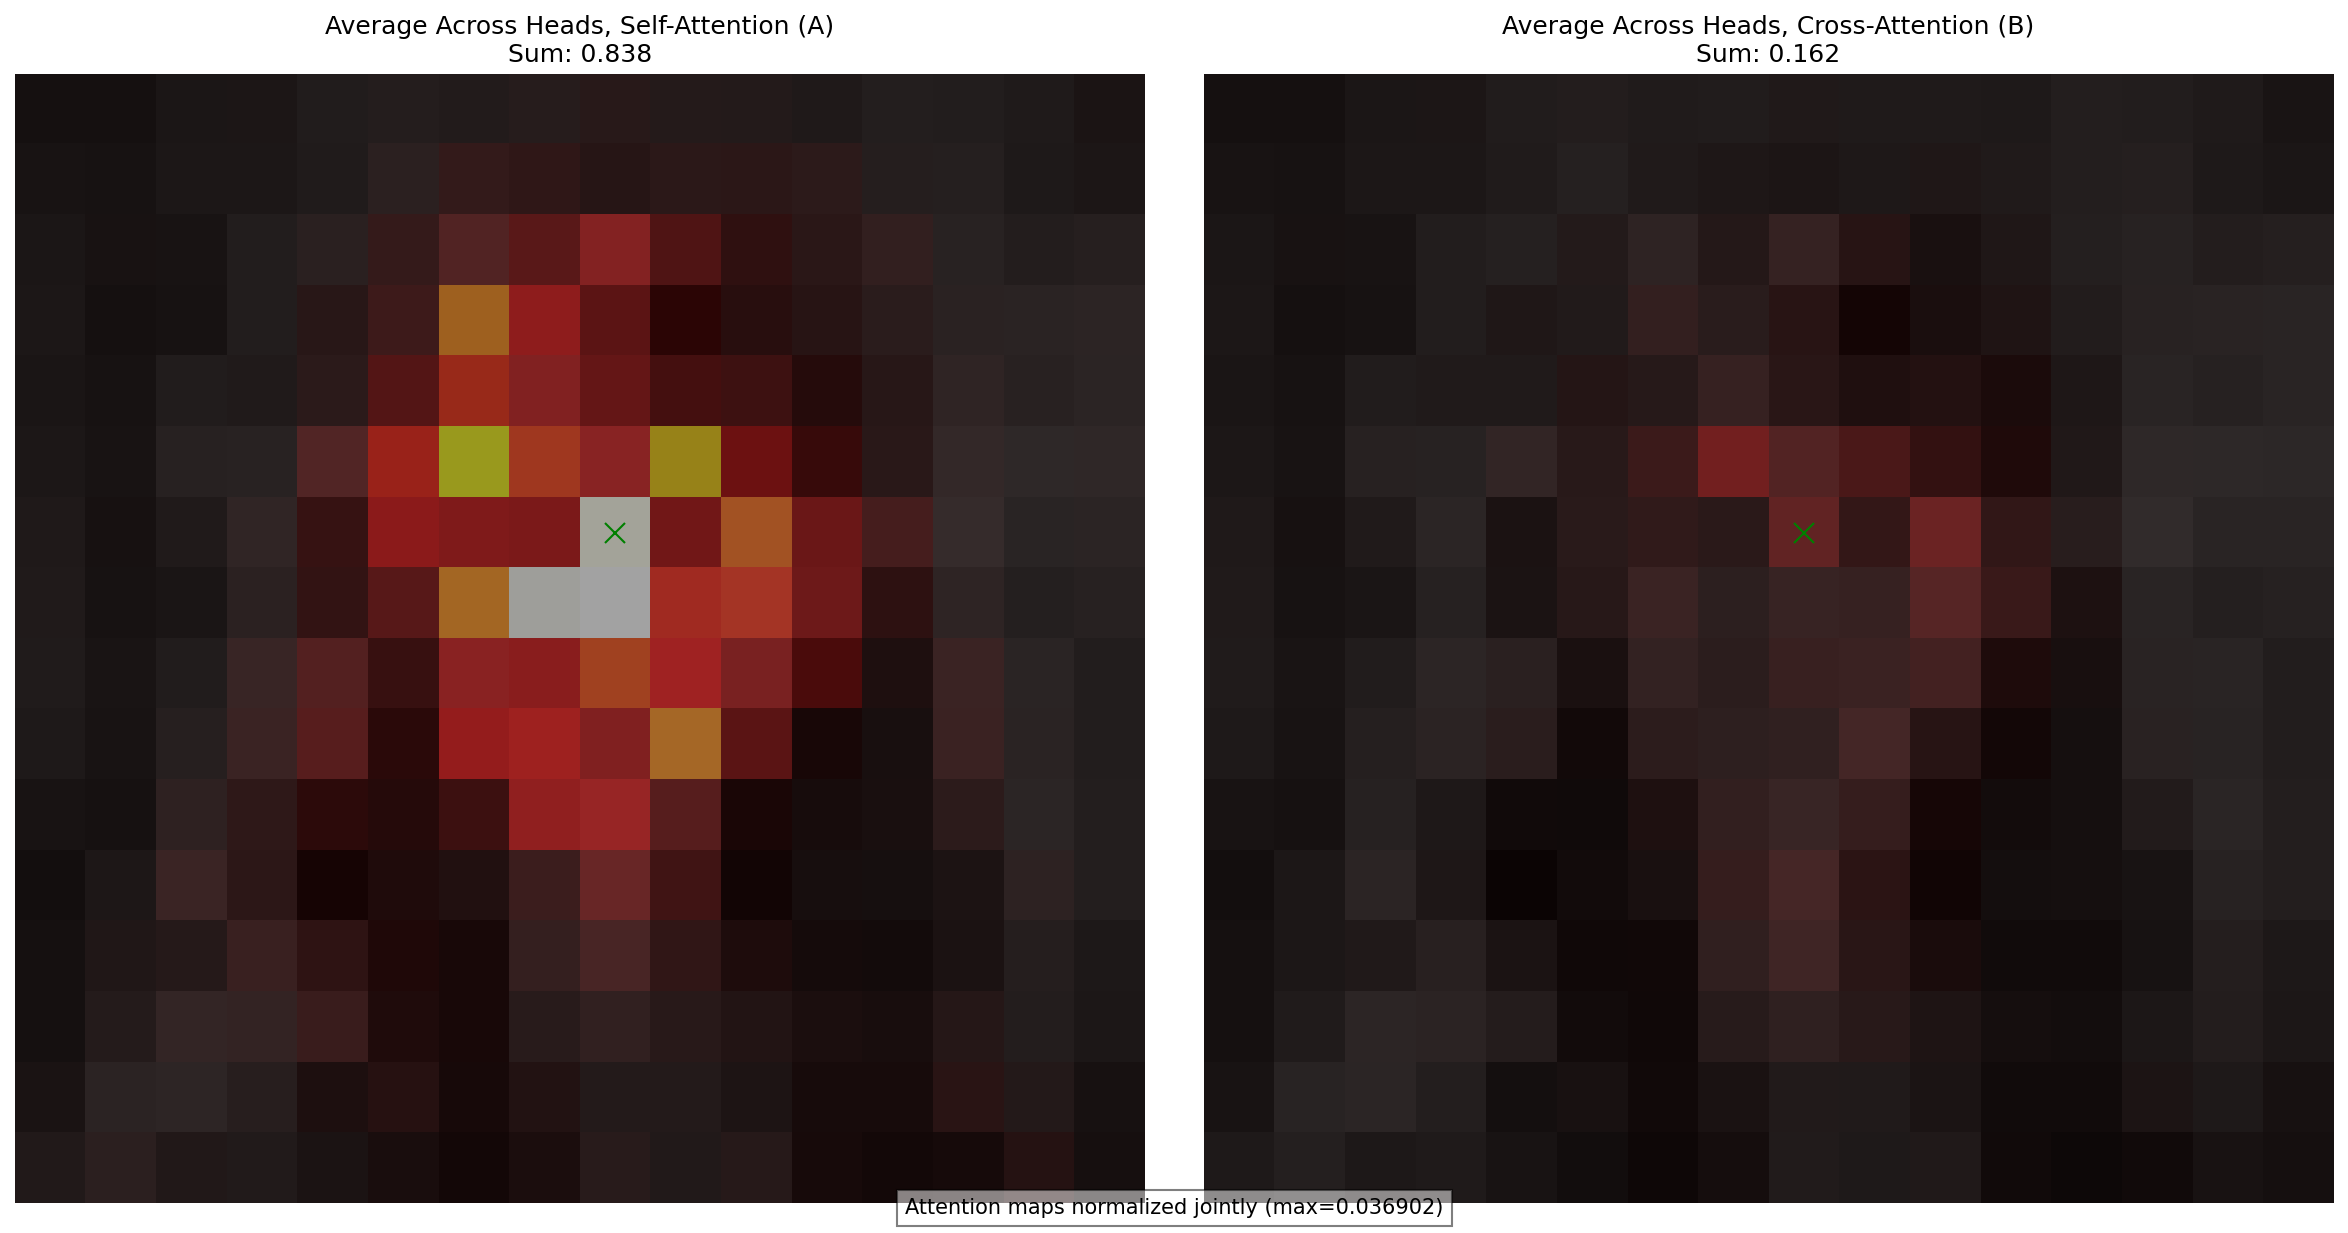 Average Across Heads, Self-Attention (A)
Sum: 0.838
Average Across Heads, Cross-Attention (B)
Sum: 0.162
Attention maps normalized jointly (max=0.036902)